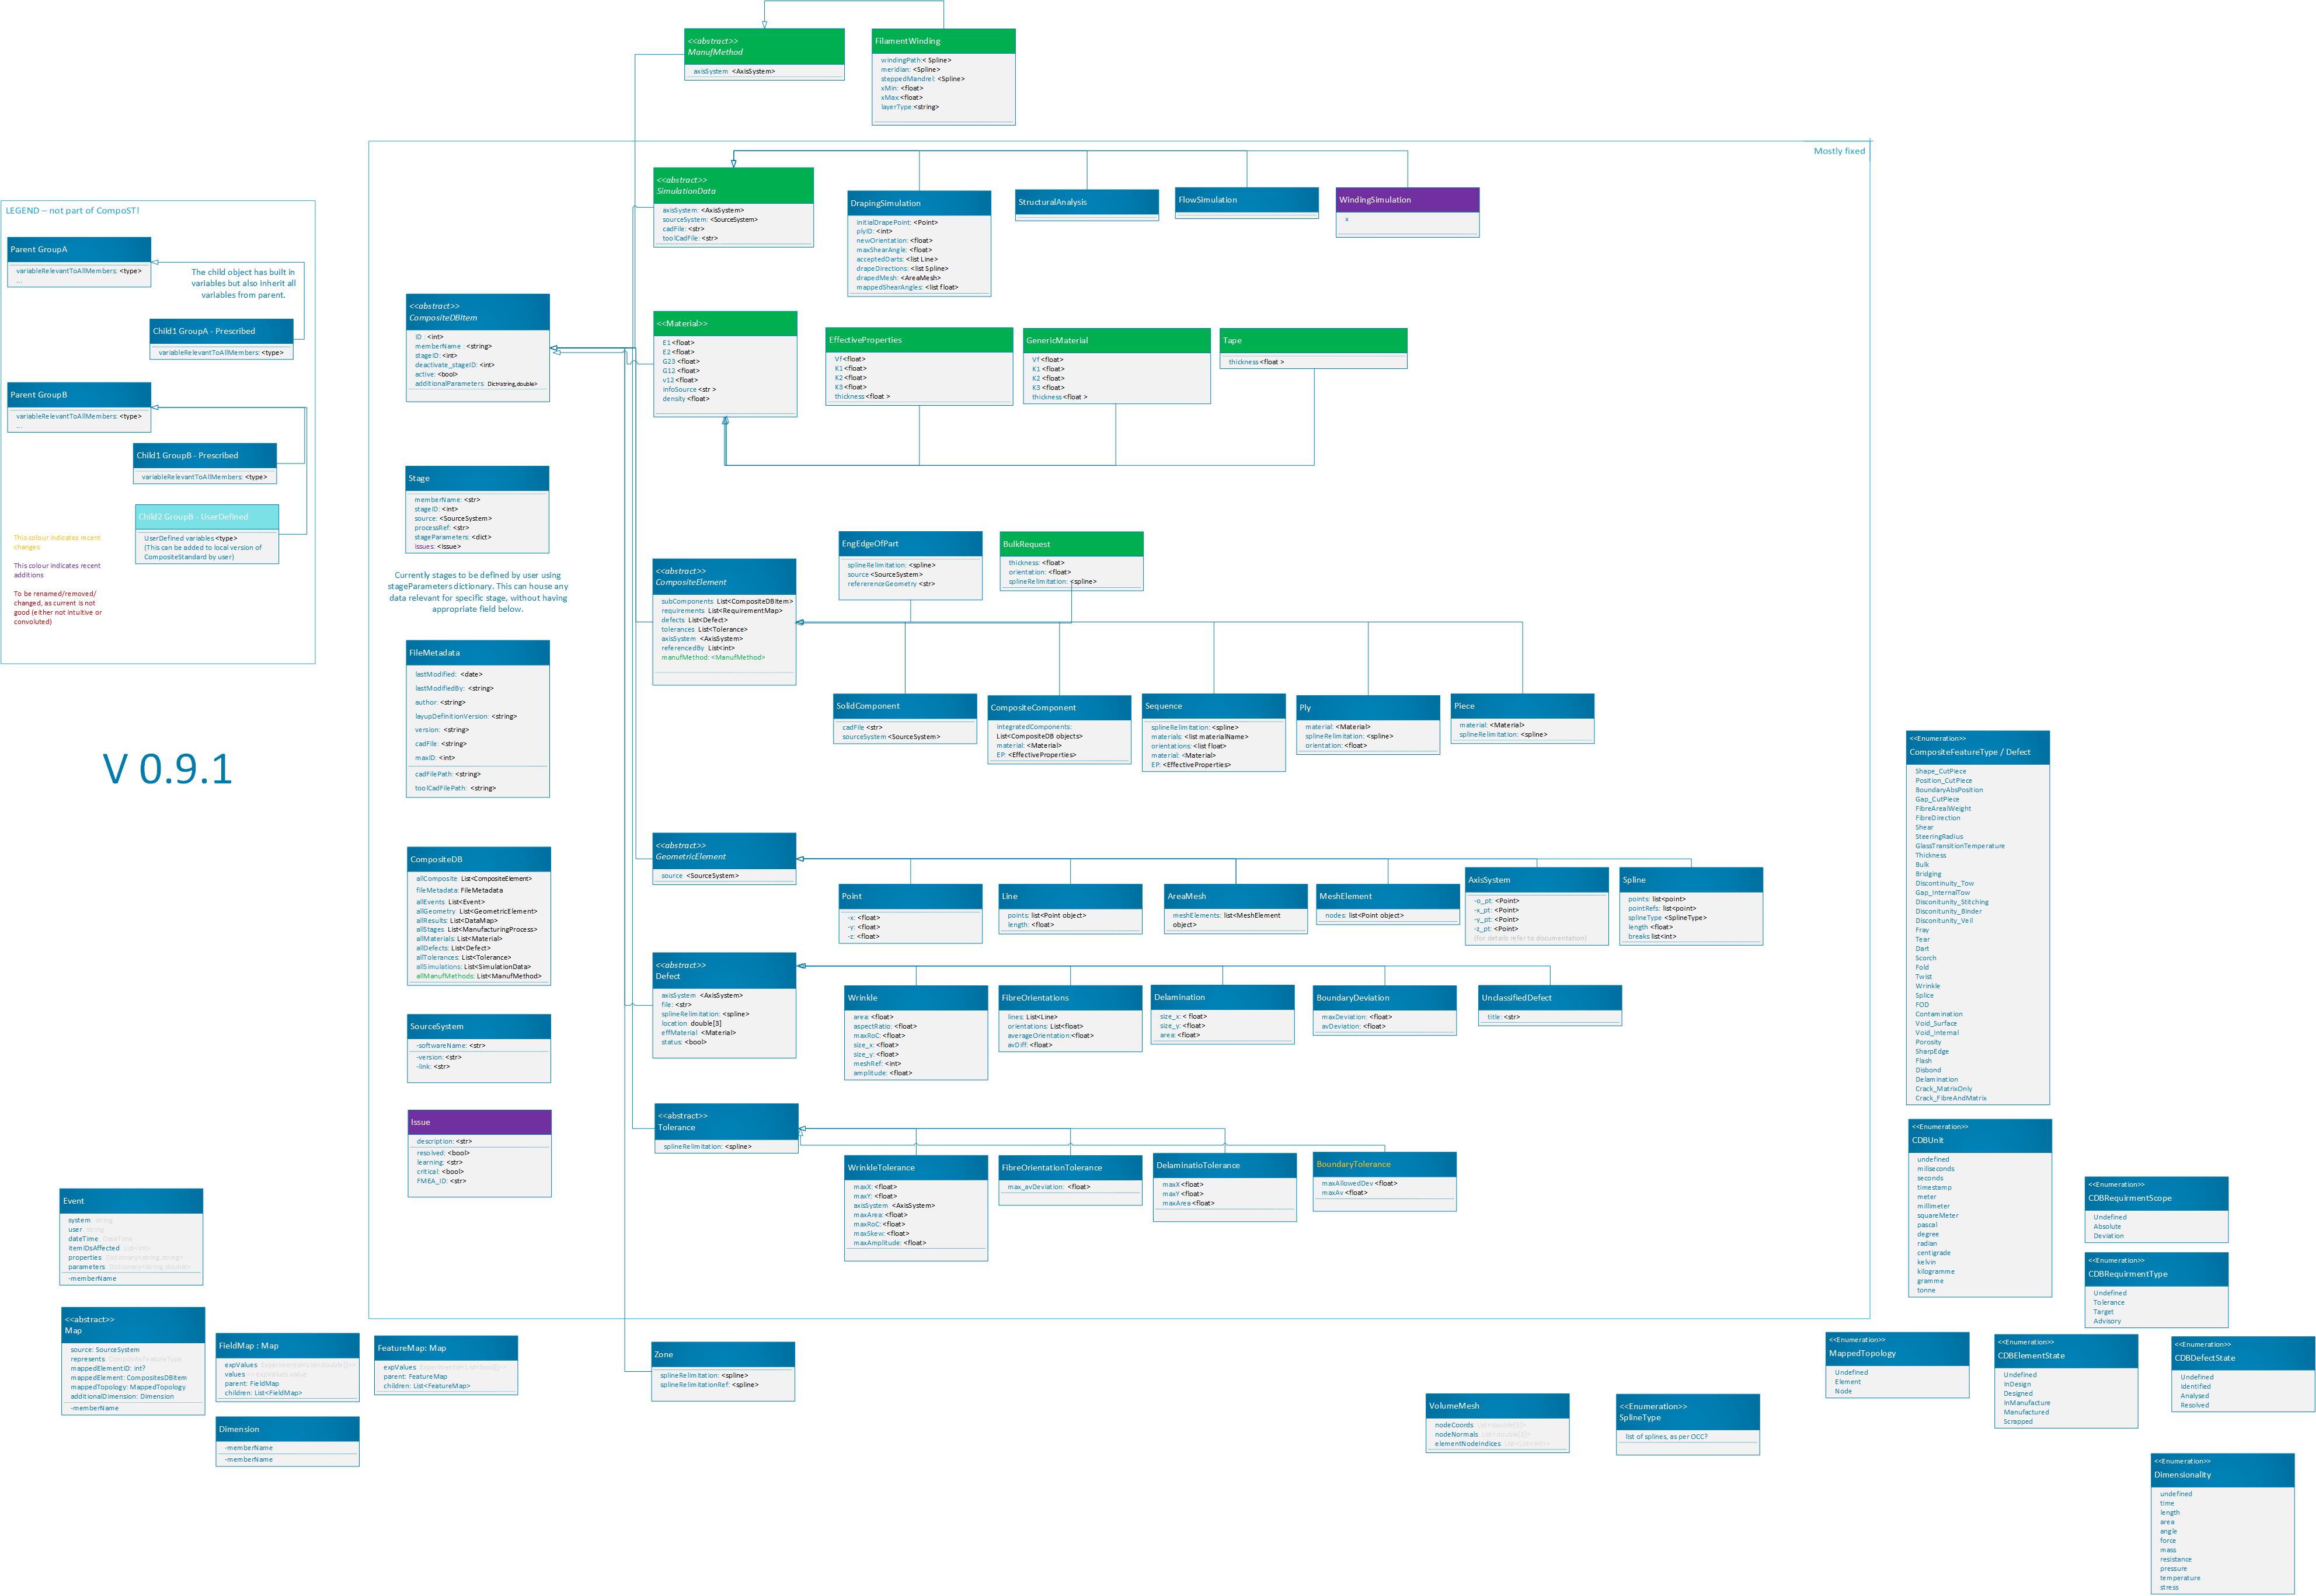 <<abstract>>
ManufMethod
axisSystem <AxisSystem>
FilamentWinding
windingPath:< Spline>
meridian: <Spline>
steppedMandrel: <Spline>
xMin: <float>
xMax:<float>
layerType:<string>
Mostly fixed
LEGEND – not part of CompoST!
Parent GroupA
variableRelevantToAllMembers: <type>
...
The child object has built in
variables but also inherit all
variables from parent.
Child1 GroupA - Prescribed
variableRelevantToAllMembers: <type>
Parent GroupB
variableRelevantToAllMembers: <type>
...
Child1 GroupB - Prescribed
variableRelevantToAllMembers: <type>
Child2 GroupB - UserDefined
UserDefined variables <type>
(This can be added to local version of
CompositeStandard by user)
This colour indicates recent
changes
This colour indicates recent
additions
To be renamed/removed/
changed, as current is not
good (either not intuitive or
convoluted)
V 0.9.1
<<abstract>>
SimulationData
axisSystem: <AxisSystem>
sourceSystem: <SourceSystem>
cadFile: <str>
toolCadFile: <str>
DrapingSimulation
initialDrapePoint: <Point>
plyID: <int>
newOrientation: <float>
maxShearAngle: <float>
acceptedDarts: <list Line>
drapeDirections: <list Spline>
drapedMesh: <AreaMesh>
mappedShearAngles: <list float>
StructuralAnalysis
FlowSimulation
WindingSimulation
x
<<abstract>>
CompositeDBItem
ID : <int>
memberName : <string>
stageID: <int>
deactivate_stageID: <int>
active: <bool>
additionalParameters: Dict<string,double>
<<Material>>
E1<float>
E2<float>
G23 <float>
G12 <float>
v12<float>
infoSource <str >
density <float>
EffectiveProperties
Vf<float>
K1 <float>
K2 <float>
K3 <float>
thickness <float >
GenericMaterial
Vf <float>
K1 <float>
K2 <float>
K3 <float>
thickness <float >
Tape
thickness <float >
Stage
memberName: <str>
stageID: <int>
source: <SourceSystem>
processRef: <str>
stageParameters: <dict>
Issues: <Issue>
Currently stages to be defined by user using
stageParameters dictionary. This can house any
data relevant for specific stage, without having
appropriate field below.
<<abstract>>
CompositeElement
subComponents List<CompositeDBItem>
requirements List<RequirementMap>
defects List<Defect>
tolerances List<Tolerance>
axisSystem <AxisSystem>
referencedBy List<int>
manufMethod: <ManufMethod>
EngEdgeOfPart
splineRelimitation: <spline>
source <SourceSystem>
refererenceGeometry <str>
BulkRequest
thickness: <float>
orientation: <float>
splineRelimitation: <spline>
SolidComponent
cadFile <str>
sourceSystem <SourceSystem>
CompositeComponent
integratedComponents:
List<CompositeDB objects>
material: <Material>
EP: <EffectiveProperties>
Sequence
splineRelimitation: <spline>
materials: <list materialName>
orientations: <list float>
material: <Material>
EP: <EffectiveProperties>
Ply
material: <Material>
splineRelimitation: <spline>
orientation: <float>
Piece
material: <Material>
splineRelimitation: <spline>
FileMetadata
lastModified: <date>
lastModifiedBy: <string>
author: <string>
layupDefinitionVersion: <string>
version: <string>
cadFile: <string>
maxID: <int>
cadFilePath: <string>
toolCadFilePath: <string>
CompositeDB
allComposite List<CompositeElement>
fileMetadata: FileMetadata
allEvents: List<Event>
allGeometry: List<GeometricElement>
allResults: List<DataMap>
allStages: List<ManufacturingProcess>
allMaterials: List<Material>
allDefects: List<Defect>
allTolerances: List<Tolerance>
allSimulations: List<SimulationData>
allManufMethods: List<ManufMethod>
SourceSystem
-softwareName: <str>
-version: <str>
-link: <str>
Issue
description: <str>
resolved: <bool>
learning: <str>
critical: <bool>
FMEA_ID: <str>
<<abstract>>
GeometricElement
source <SourceSystem>
Point
-x: <float>
-y: <float>
-z: <float>
Line
points: list<Point object>
length: <float>
AreaMesh
meshElements: list<MeshElement
object>
MeshElement
nodes: list<Point object>
AxisSystem
-o_pt: <Point>
-x_pt: <Point>
-y_pt: <Point>
-z_pt: <Point>
(for details refer to documentation)
Spline
points: list<point>
pointRefs: list<point>
splineType <SplineType>
length <float>
breaks list<int>
<<abstract>>
Defect
axisSystem <AxisSystem>
file: <str>
splineRelimitation: <spline>
location double[3]
effMaterial <Material>
status: <bool>
Wrinkle
area: <float>
aspectRatio: <float>
maxRoC: <float>
size_x: <float>
size_y: <float>
meshRef: <int>
amplitude: <float>
FibreOrientations
lines: List<Line>
orientations: List<float>
averageOrientation:<float>
avDiff: <float>
Delamination
size_x: < float>
size_y: <float>
area: <float>
BoundaryDeviation
maxDeviation: <float>
avDeviation: <float>
UnclassifiedDefect
title: <str>
<<abstract>
Tolerance
splineRelimitation: <spline>
WrinkleTolerance
maxX: <float>
maxY: <float>
axisSystem <AxisSystem>
maxArea: <float>
maxRoC: <float>
maxSkew: <float>
maxAmplitude: <float>
FibreOrientationTolerance
max_avDeviation: <float>
DelaminatioTolerance
maxX <float>
maxY <float>
maxArea <float>
BoundaryTolerance
maxAllowedDev <float>
maxAv <float>
Zone
splineRelimitation: <spline>
splineRelimitationRef: <spline>
Event
system string
user string
dateTime DateTime
itemIDsAffected List<int>
properties Dictionary<string,string>
parameters Dictionary<string,double>
-memberName
<<abstract>>
Map
source: SourceSystem
represents CompositeFeatureType
mappedElementID: int?
mappedElement: CompositesDBItem
mappedTopology: MappedTopology
additionalDimension: Dimension
-memberName
FieldMap : Map
expValues
values
parent: FieldMap
children: List<FieldMap>
FeatureMap: Map
expValues
parent: FeatureMap
children: List<FeatureMap>
Dimension
-memberName
-memberName
<<Enumeration>>
CompositeFeatureType / Defect
Shape_CutPiece
Position_CutPiece
BoundaryAbsPosition
Gap_CutPiece
FibreArealWeight
FibreDirection
Shear
SteeringRadius
GlassTransitionTemperature
Thickness
Bulk
Bridging
Discontinuity_Tow
Gap_InternalTow
Discontinuity_Stitching
Discontinuity_Binder
Discontinuity_Veil
Fray
Tear
Dart
Scorch
Fold
Twist
Wrinkle
Splice
FOD
Contamination
Void_Surface
Void_Internal
Porosity
SharpEdge
Flash
Disbond
Delamination
Crack_MatrixOnly
Crack_FibreAndMatrix
<<Enumeration>>
CDBUnit
undefined
miliseconds
seconds
timestamp
meter
millimeter
squareMeter
pascal
degree
radian
centigrade
kelvin
kilogramme
gramme
tonne
<<Enumeration>>
CDBRequirmentScope
Undefined
Absolute
Deviation
<<Enumeration>>
CDBRequirmentType
Undefined
Tolerance
Target
Advisory
<<Enumeration>>
MappedTopology
Undefined
Element
Node
<<Enumeration>>
CDBElementState
Undefined
InDesign
Designed
InManufacture
Manufactured
Scrapped
<<Enumeration>>
CDBDefectState
Undefined
Identified
Analysed
Resolved
VolumeMesh
nodeCoords
nodeNormals
elementNodeIndices
<<Enumeration>>
SplineType
list of splines, as per OCC?
<<Enumeration>>
Dimensionality
undefined
time
length
area
angle
force
mass
resistance
pressure
temperature
stress